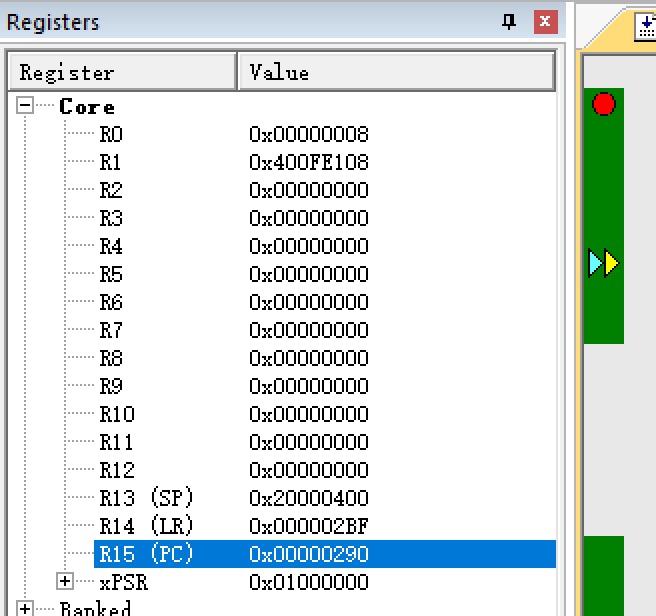 Registers
Register Value
Core
R0 0x00000008
R1 0x400FE108
R2 0x00000000
R3 0x00000000
R4 0x00000000
R5 0x00000000
R6 0x00000000
R7 0x00000000
R8 0x00000000
R9 0x00000000
R10 0x00000000
R11 0x00000000
R12 0x00000000
R13 (SP) 0x20000400
R14 (LR) 0x000002BF
R15 (PC) 0x00000290
xPSR 0x01000000
Banked